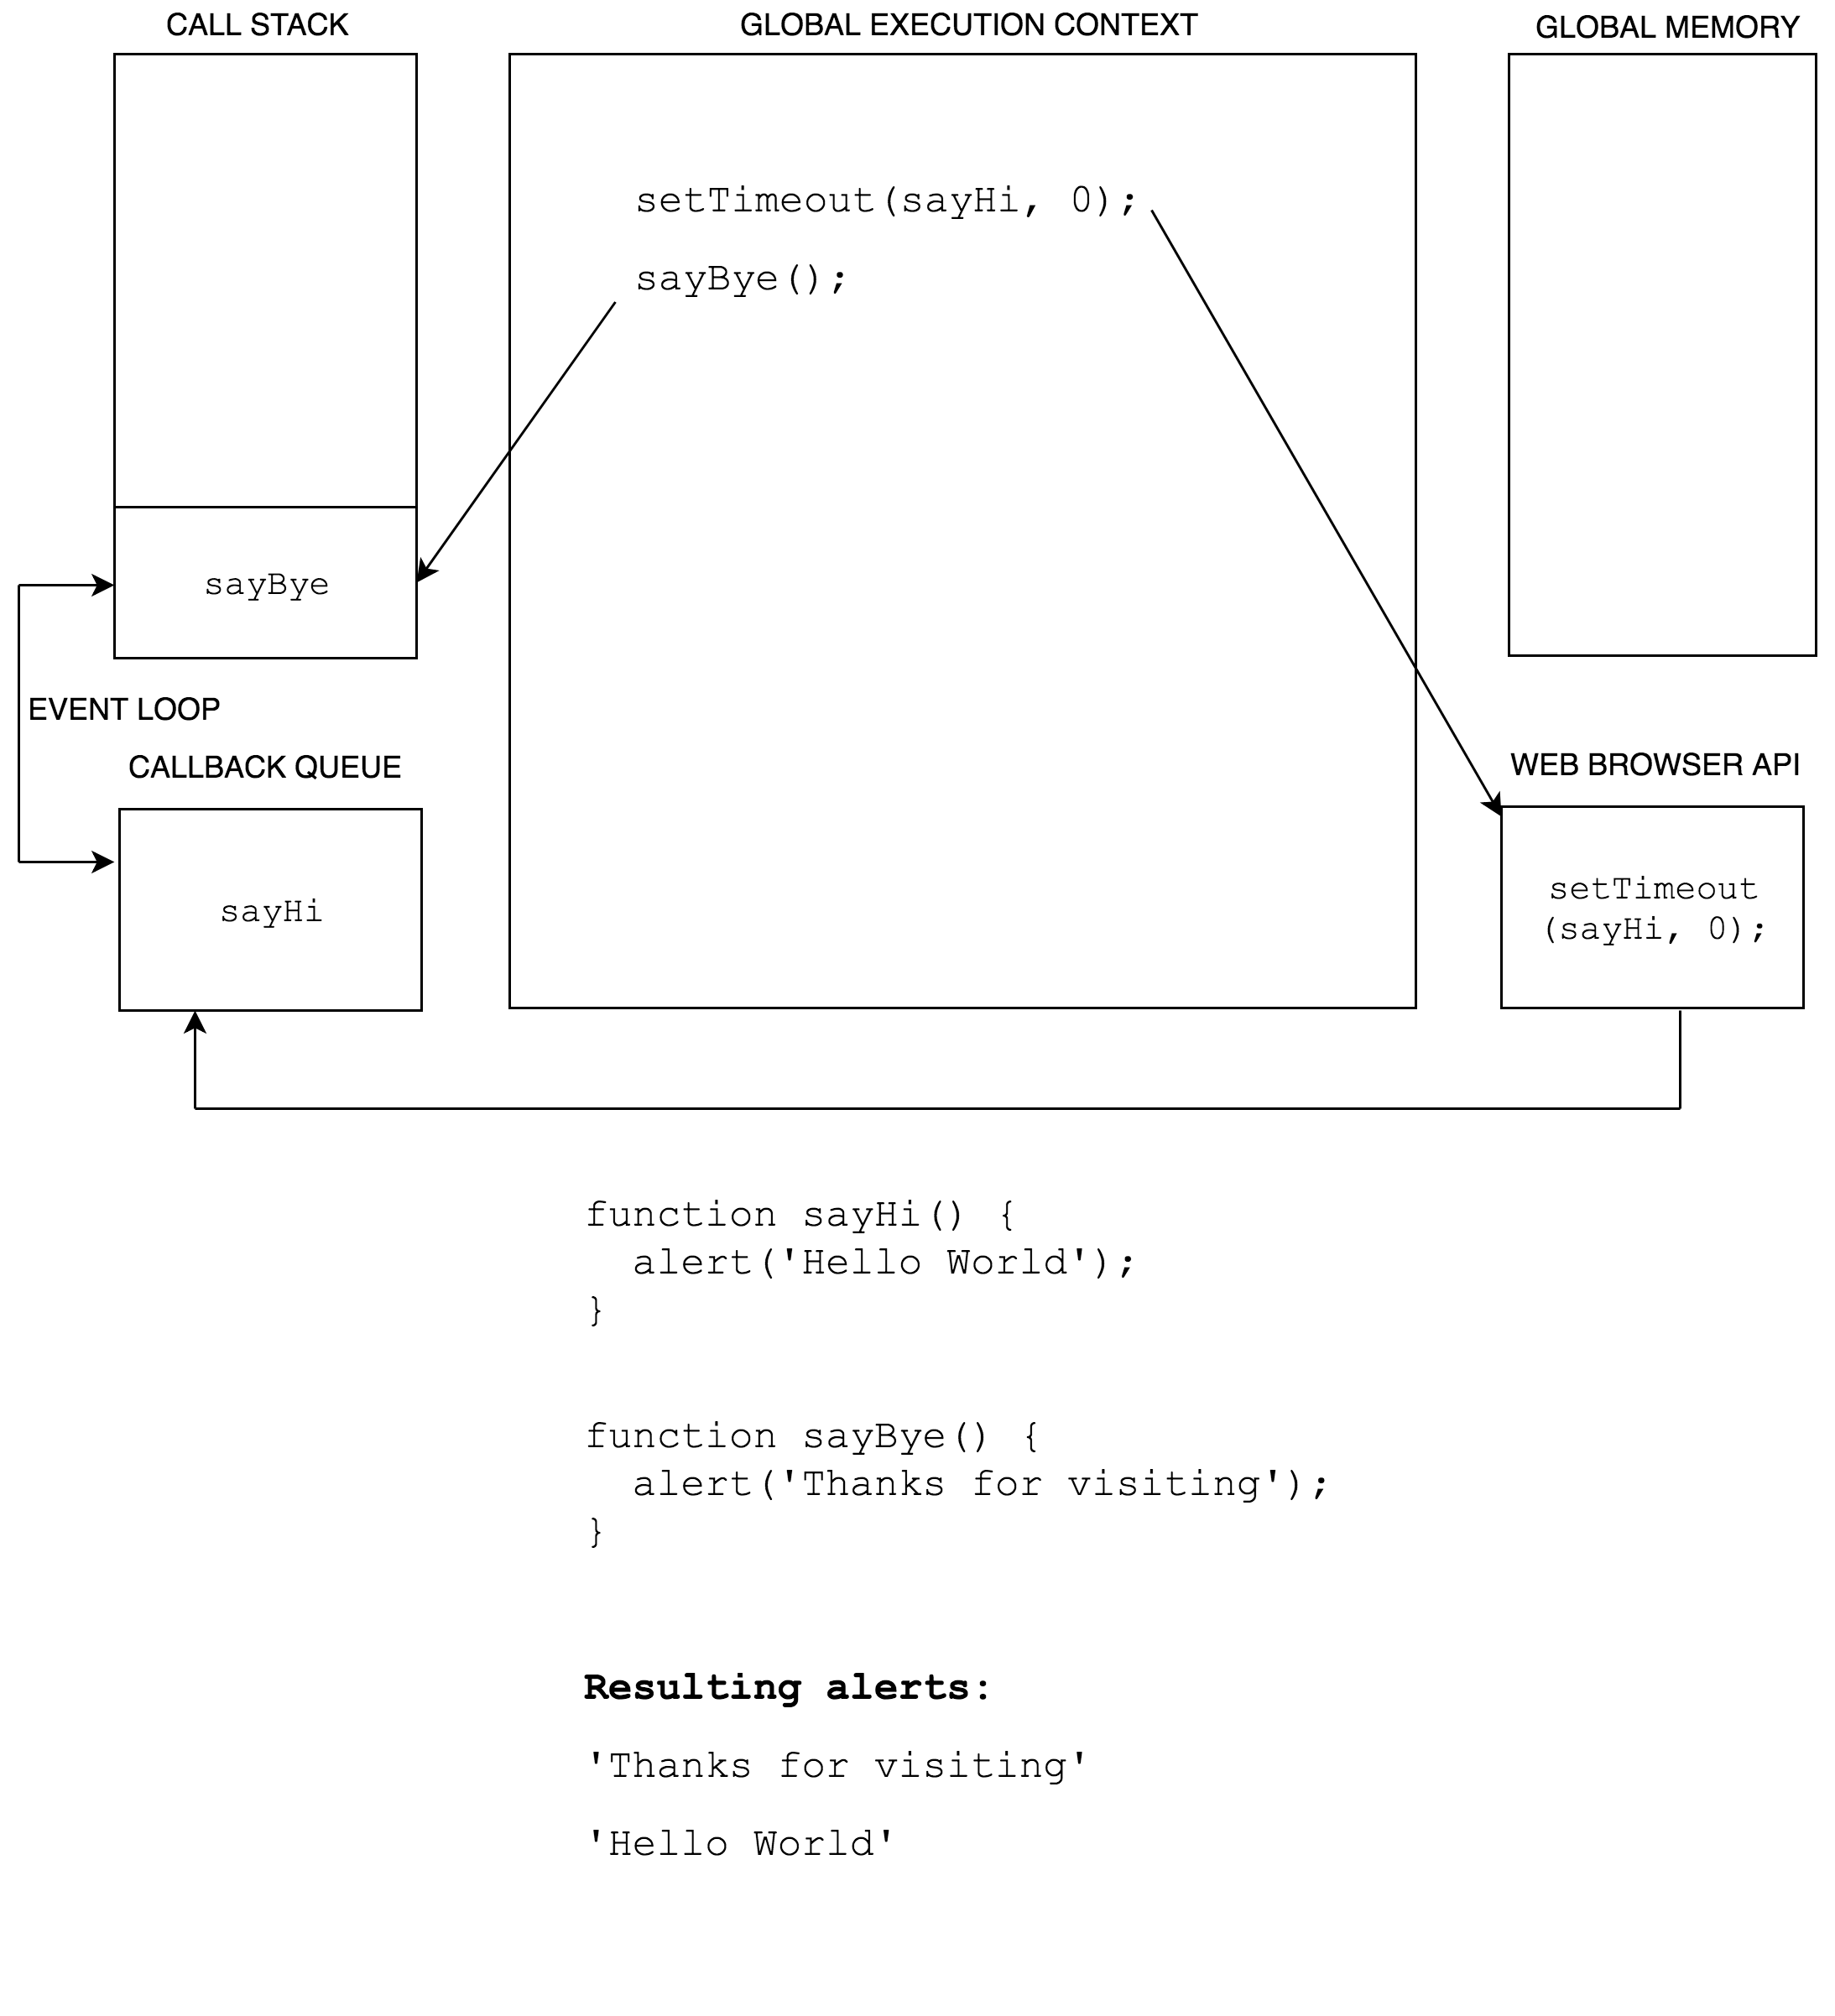 CALL STACK
GLOBAL EXECUTION CONTEXT
GLOBAL MEMORY
setTimeout(sayHi, 0);
sayBye();
sayBye
EVENT LOOP
CALLBACK QUEUE
WEB BROWSER API
sayHi
setTimeout
(sayHi, 0);
function sayHi() {
  alert('Hello World');
}
function sayBye() {
  alert('Thanks for visiting');
}
Resulting alerts:
'Thanks for visiting'
'Hello World'